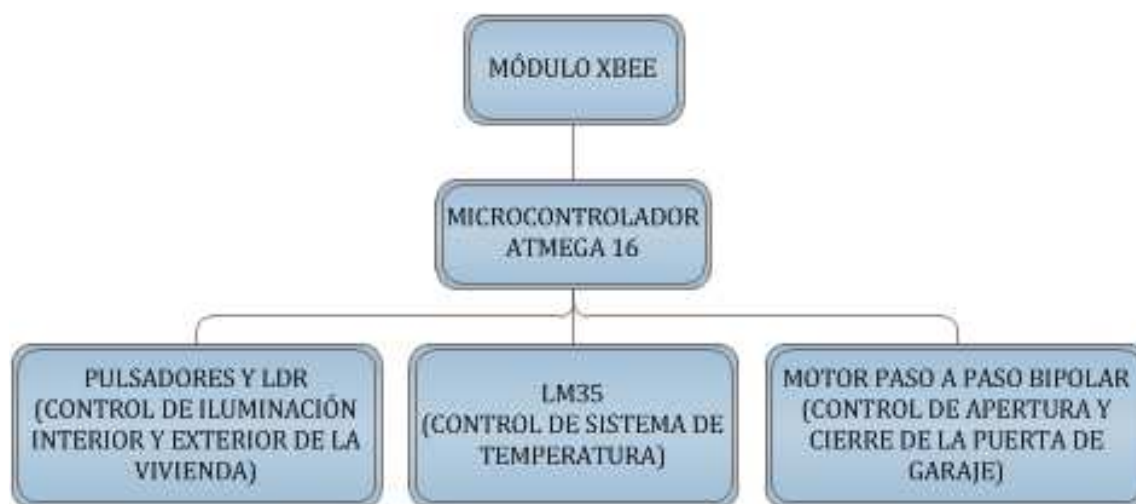 MÓDULO XBEE
MICROCONTROLADOR
ATMEGA 16
PULSADORES Y LDR
(CONTROL DE ILUMINACIÓN
INTERIOR Y EXTERIOR DE LA
VIVIENDA)
LM35
(CONTROL DE SISTEMA DE
TEMPERATURA)
MOTOR PASO A PASO BIPOLAR
(CONTROL DE APERTURA Y
CIERRE DE LA PUERTA DE
GARAJE)